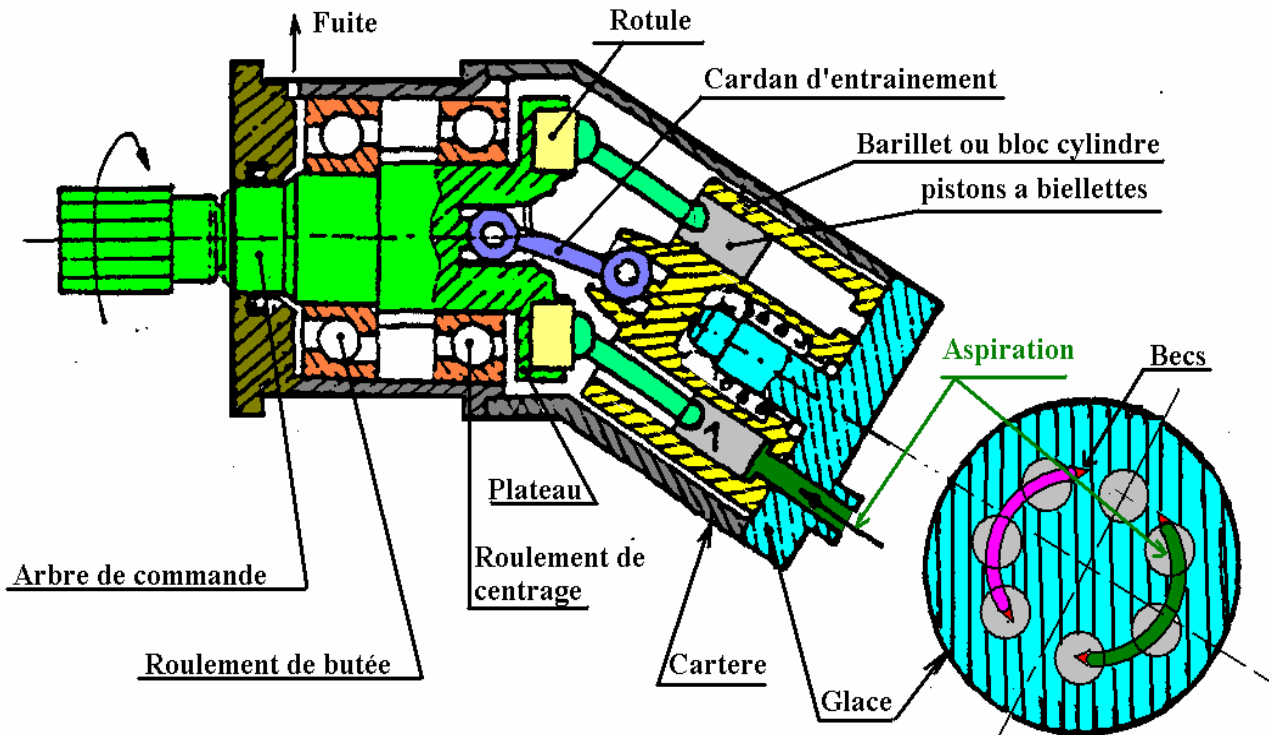 Fuite
Rotule
Cardan d'entrainement
Barillet ou bloc cylindre
pistons a biellettes
Aspiration
Becs
1
Plateau
Roulement de
centrage
Arbre de commande
Roulement de butée
Cartere
Glace